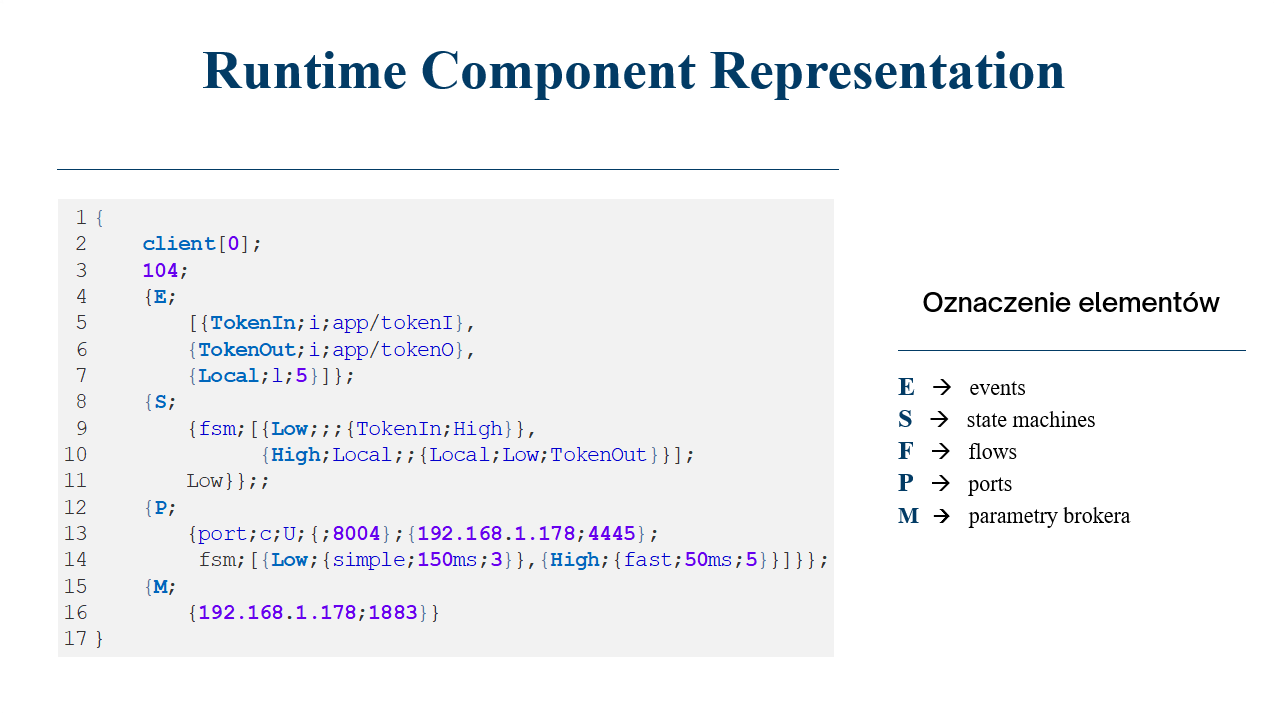 Runtime Component Representation
1 {
2     client[0];
3     104;
4     {E;
5         [{TokenIn;i;app/tokenI},
6         {TokenOut;i;app/tokenO},
7         {Local;l;5}]};
8     {S;
9         {fsm;[{Low;;;{TokenIn;High}},
10               {High;Local;;{Local;Low;TokenOut}}];
11        Low}};;
12    {P;
13        {port;c;U;{;8004};{192.168.1.178;4445};
14         fsm;[{Low;{simple;150ms;3}},{High;{fast;50ms;5}}]}};
15    {M;
16        {192.168.1.178;1883}}
17 }
Oznaczenie elementów
E → events
S → state machines
F → flows
P → ports
M → parametry brokera